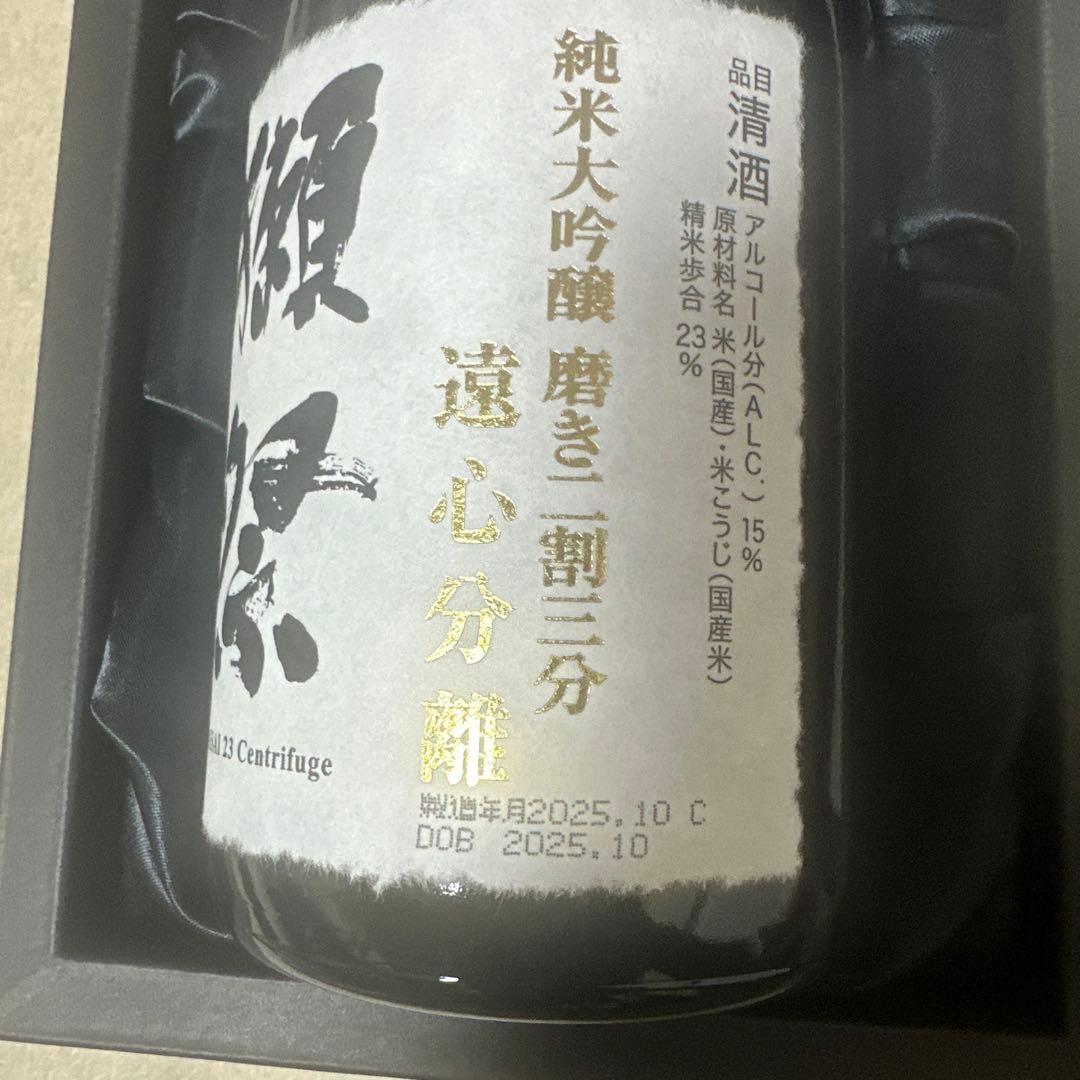 品目 清酒
アルコール分(ALC.) 15%
原材料名 米(国産)・米こうじ(国産米)
精米歩合 23%
純米大吟醸 磨き二割三分
遠心分離
獺祭
23 Centrifuge
製造年月2025.10 C
DOB 2025.10